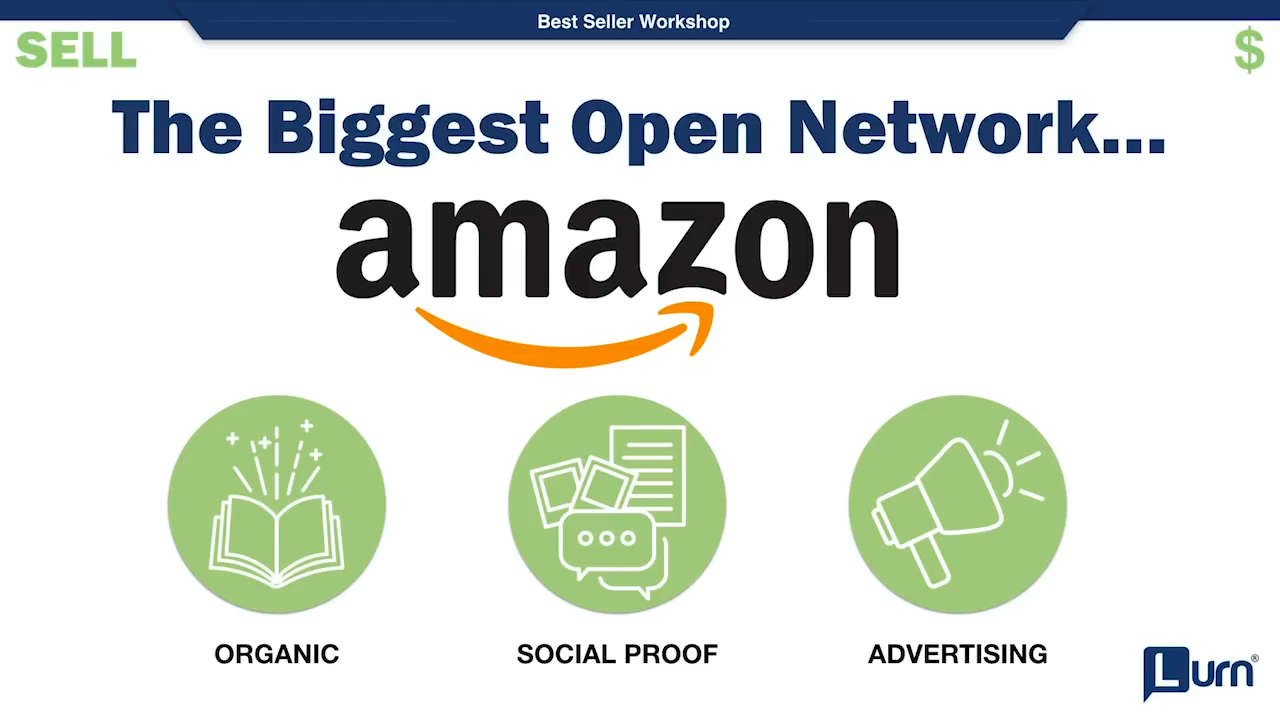 Best Seller Workshop
SELL
$
The Biggest Open Network...
amazon
ORGANIC
SOCIAL PROOF
ADVERTISING
Lurn®